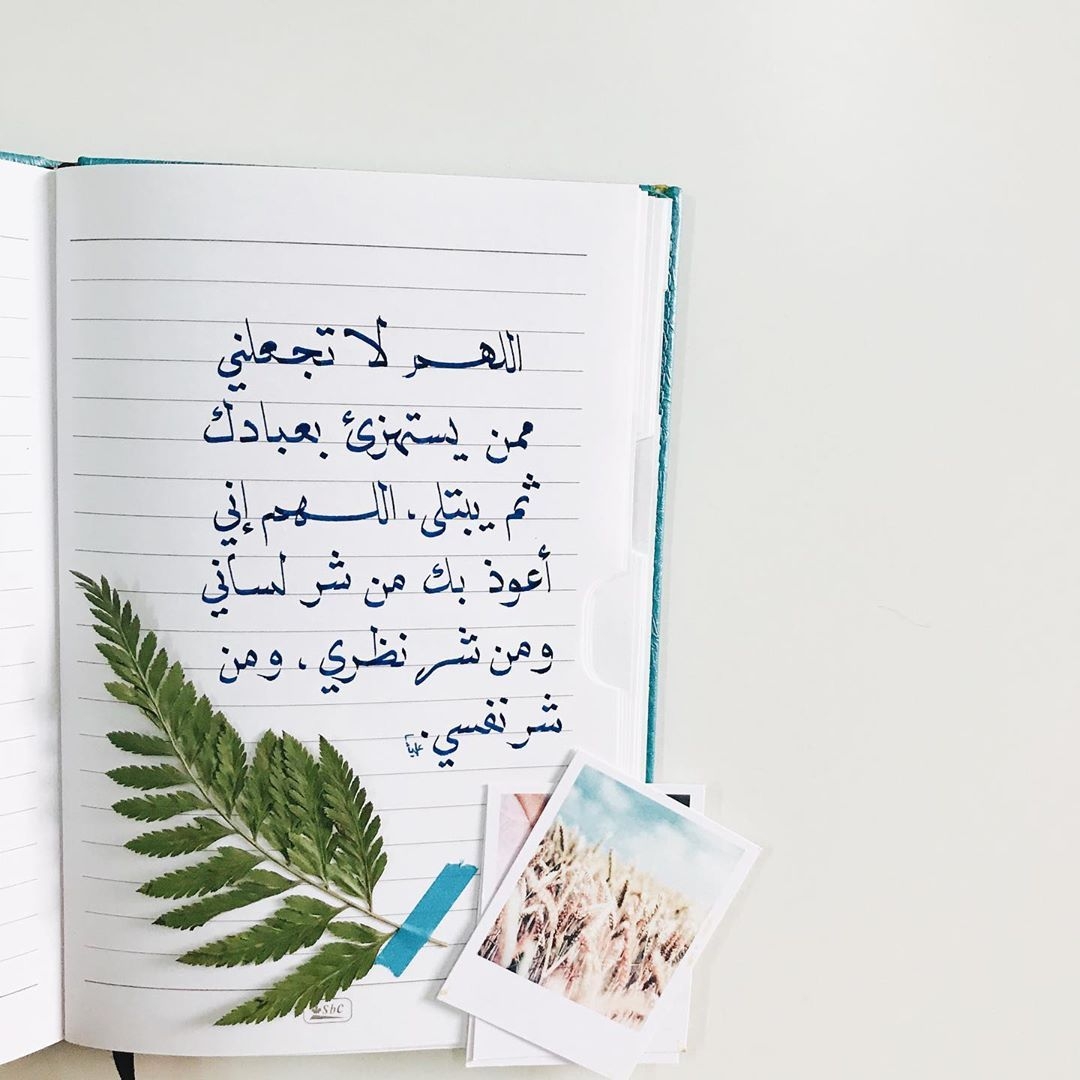 اللهم لا تجعلني
ممن يستهزئ بعبادك
ثم يبتلى. اللهم إني
أعوذ بك من شر لساني
ومن شر نظري، ومن
شر نفسي.
SbC